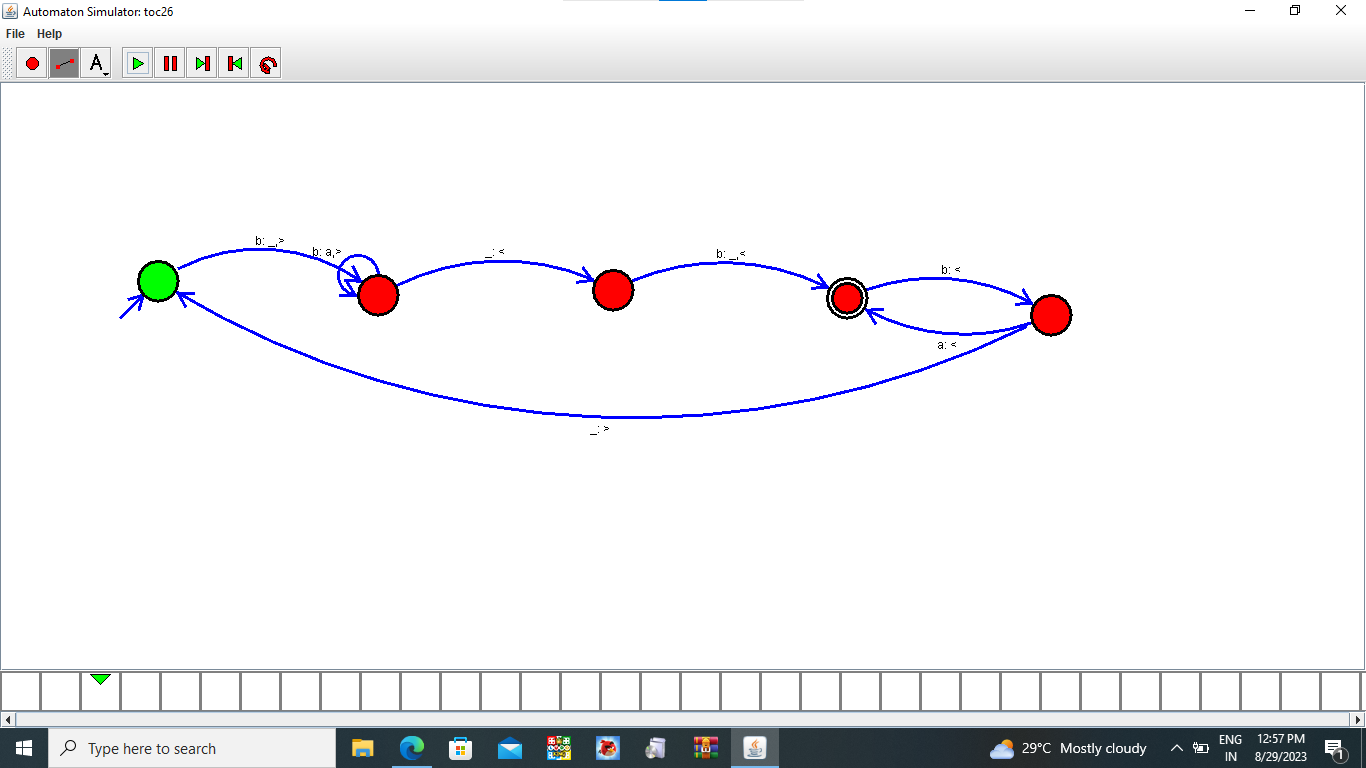 Automaton Simulator: toc26
File Help
A
b: _,>
b: a,>
_: <
b: _,<
b: <
a: <
_: >
Type here to search
29°C Mostly cloudy
ENG
IN
12:57 PM
8/29/2023
1